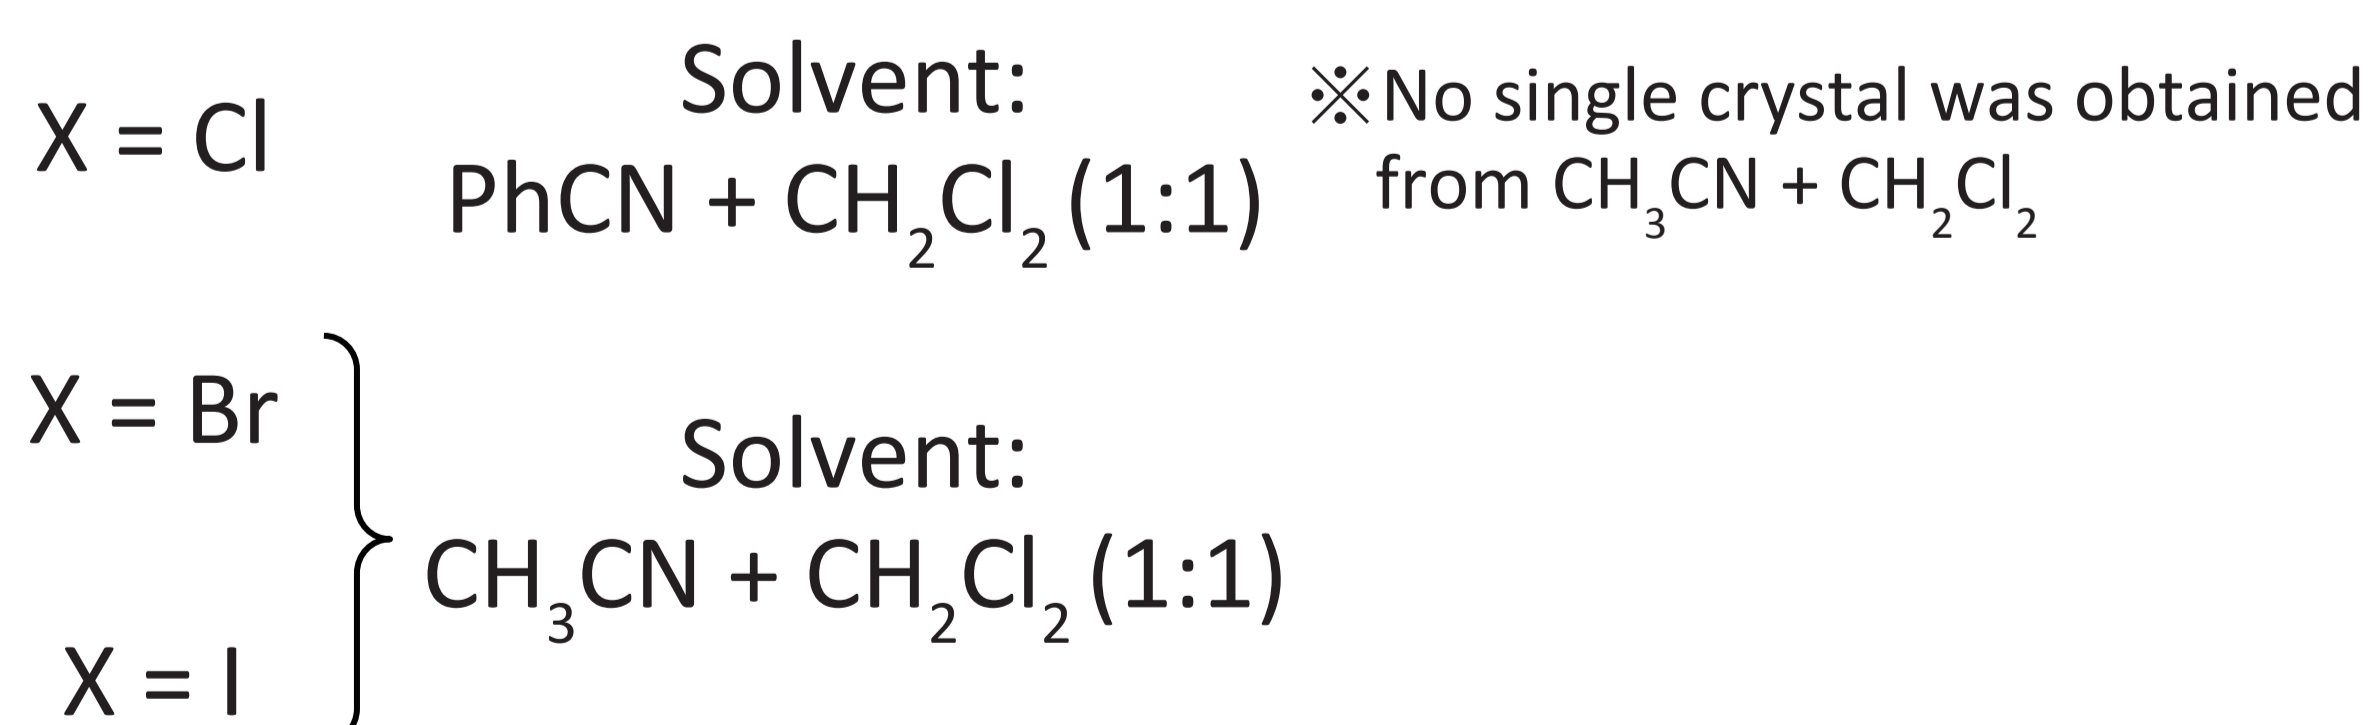 X = Cl
Solvent:
PhCN + CH₂Cl₂ (1:1)
※No single crystal was obtained
from CH₃CN + CH₂Cl₂
X = Br
X = I
Solvent:
CH₃CN + CH₂Cl₂ (1:1)